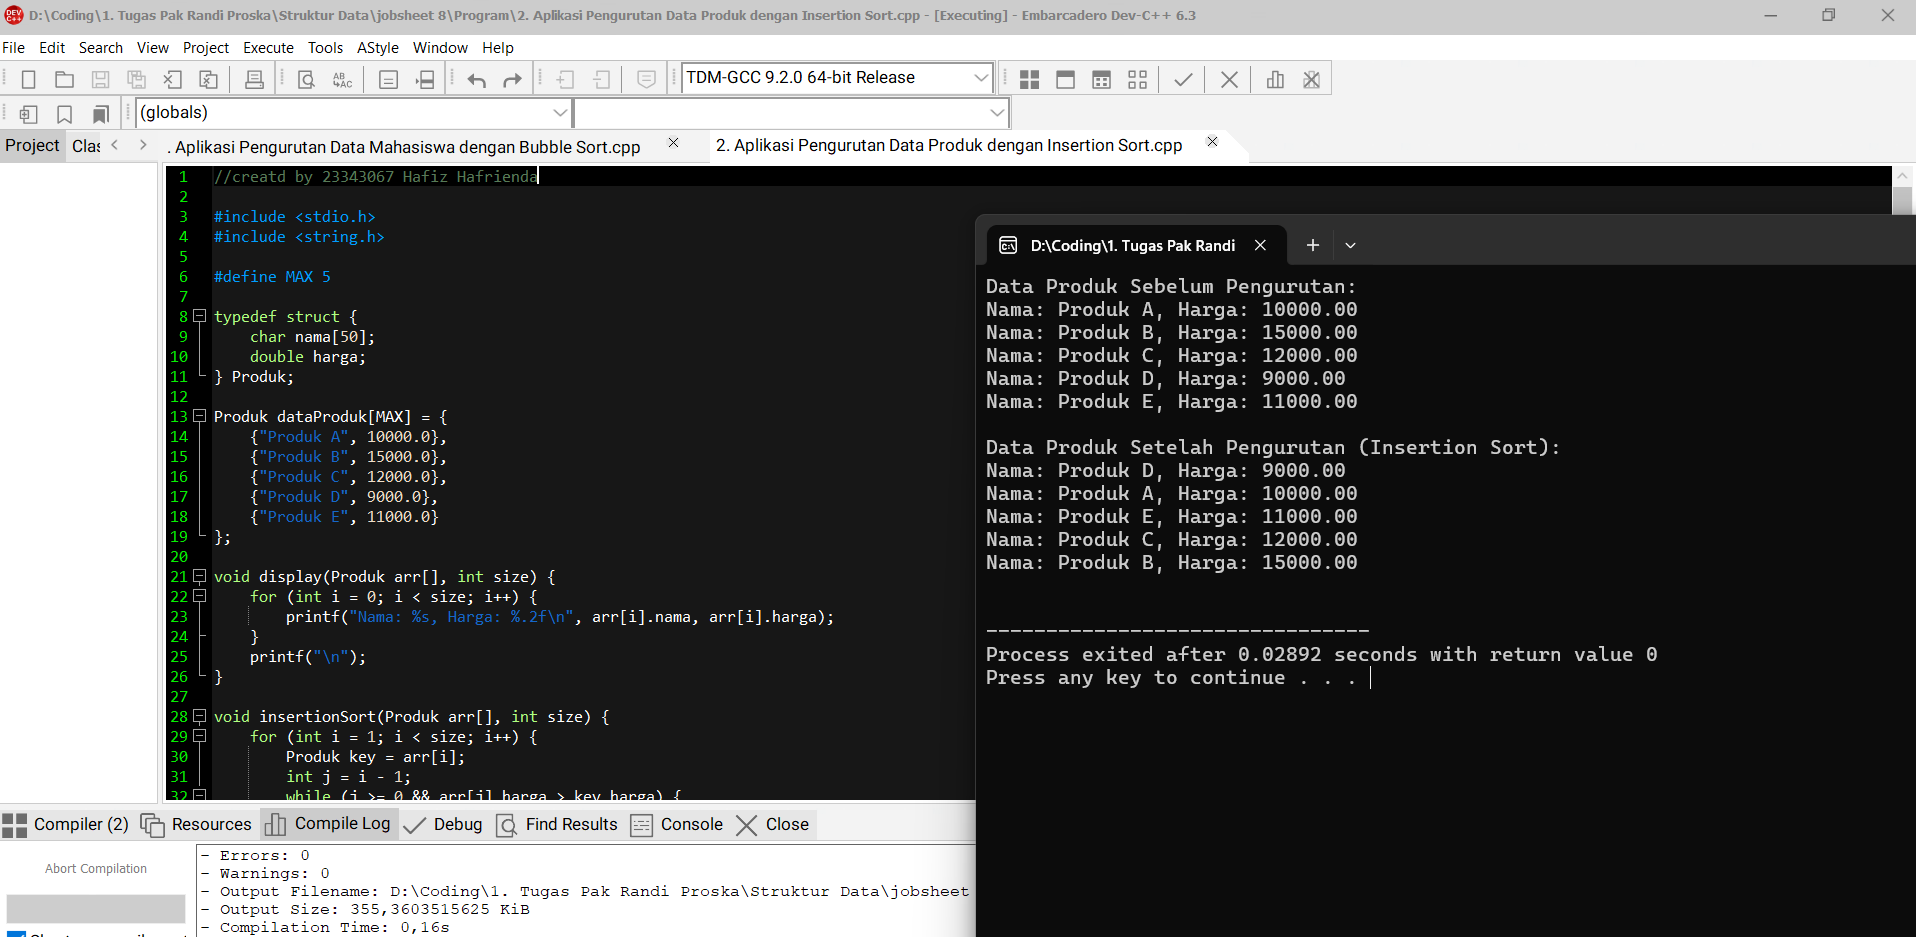 D:\Coding\1. Tugas Pak Randi Proska\Struktur Data\jobsheet 8\Program\2. Aplikasi Pengurutan Data Produk dengan Insertion Sort.cpp - [Executing] - Embarcadero Dev-C++ 6.3
File Edit Search View Project Execute Tools AStyle Window Help
TDM-GCC 9.2.0 64-bit Release
(globals)
Project Clas
. Aplikasi Pengurutan Data Mahasiswa dengan Bubble Sort.cpp
2. Aplikasi Pengurutan Data Produk dengan Insertion Sort.cpp
1 //creatd by 23343067 Hafiz Hafrienda
2
3 #include <stdio.h>
4 #include <string.h>
5
6 #define MAX 5
7
8 typedef struct {
9 char nama[50];
10 double harga;
11 } Produk;
12
13 Produk dataProduk[MAX] = {
14 {"Produk A", 10000.0},
15 {"Produk B", 15000.0},
16 {"Produk C", 12000.0},
17 {"Produk D", 9000.0},
18 {"Produk E", 11000.0}
19 };
20
21 void display(Produk arr[], int size) {
22 for (int i = 0; i < size; i++) {
23 printf("Nama: %s, Harga: %.2f\n", arr[i].nama, arr[i].harga);
24 }
25 printf("\n");
26 }
27
28 void insertionSort(Produk arr[], int size) {
29 for (int i = 1; i < size; i++) {
30 Produk key = arr[i];
31 int j = i - 1;
32 while (j >= 0 && arr[j].harga > key.harga) {
D:\Coding\1. Tugas Pak Randi
Data Produk Sebelum Pengurutan:
Nama: Produk A, Harga: 10000.00
Nama: Produk B, Harga: 15000.00
Nama: Produk C, Harga: 12000.00
Nama: Produk D, Harga: 9000.00
Nama: Produk E, Harga: 11000.00
Data Produk Setelah Pengurutan (Insertion Sort):
Nama: Produk D, Harga: 9000.00
Nama: Produk A, Harga: 10000.00
Nama: Produk E, Harga: 11000.00
Nama: Produk C, Harga: 12000.00
Nama: Produk B, Harga: 15000.00
--------------------------------
Process exited after 0.02892 seconds with return value 0
Press any key to continue . . .
Compiler (2) Resources Compile Log Debug Find Results Console Close
Abort Compilation
- Errors: 0
- Warnings: 0
- Output Filename: D:\Coding\1. Tugas Pak Randi Proska\Struktur Data\jobsheet
- Output Size: 355,3603515625 KiB
- Compilation Time: 0,16s